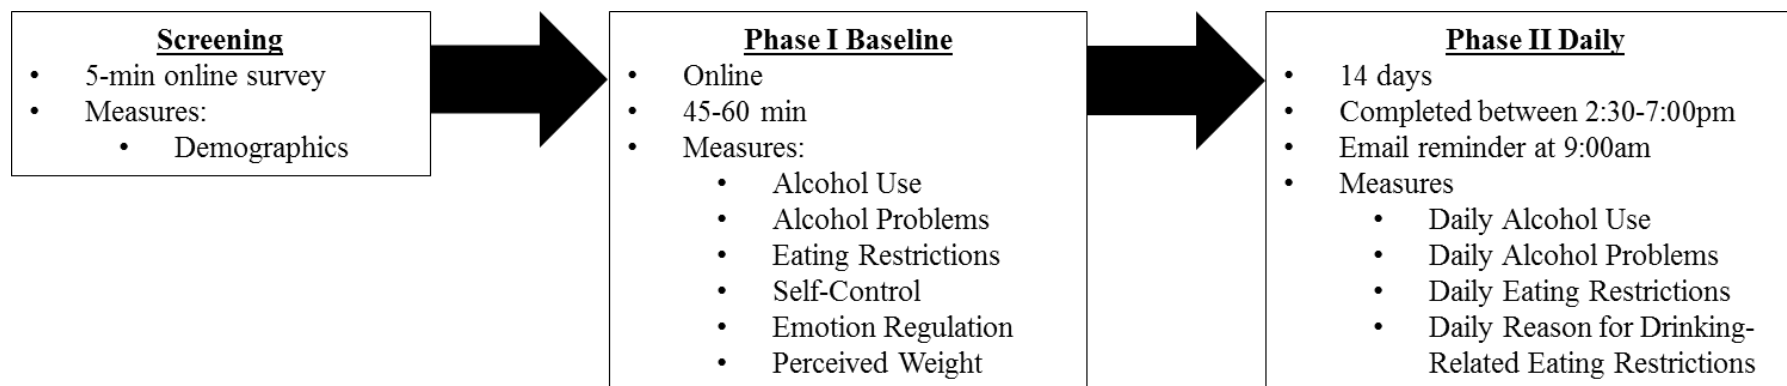 Screening
• 5-min online survey
• Measures:
• Demographics
Phase I Baseline
• Online
• 45-60 min
• Measures:
• Alcohol Use
• Alcohol Problems
• Eating Restrictions
• Self-Control
• Emotion Regulation
• Perceived Weight
Phase II Daily
• 14 days
• Completed between 2:30-7:00pm
• Email reminder at 9:00am
• Measures
• Daily Alcohol Use
• Daily Alcohol Problems
• Daily Eating Restrictions
• Daily Reason for Drinking-
Related Eating Restrictions